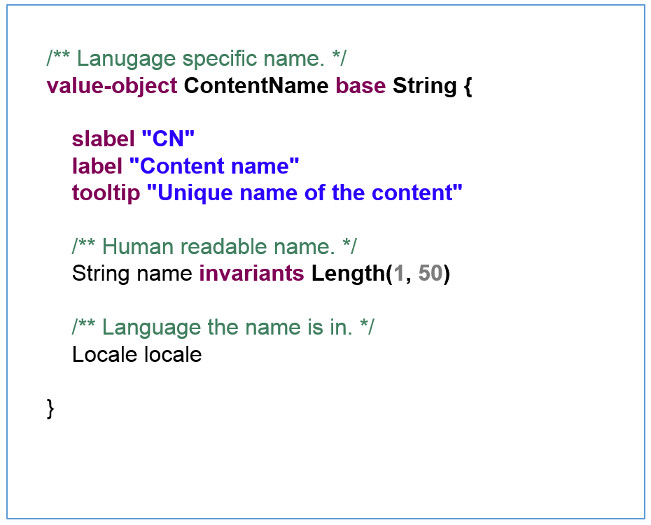 /** Lanugage specific name. */
value-object ContentName base String {
slabel "CN"
label "Content name"
tooltip "Unique name of the content"
/** Human readable name. */
String name invariants Length(1, 50)
/** Language the name is in. */
Locale locale
}